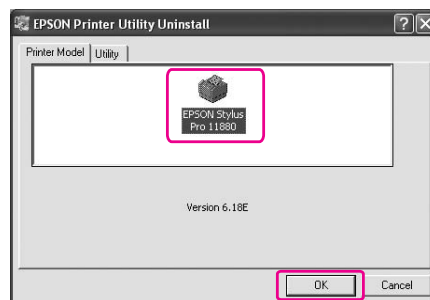 EPSON Printer Utility Uninstall
Printer Model Utility
EPSON Stylus
Pro 11880
Version 6.18E
OK Cancel